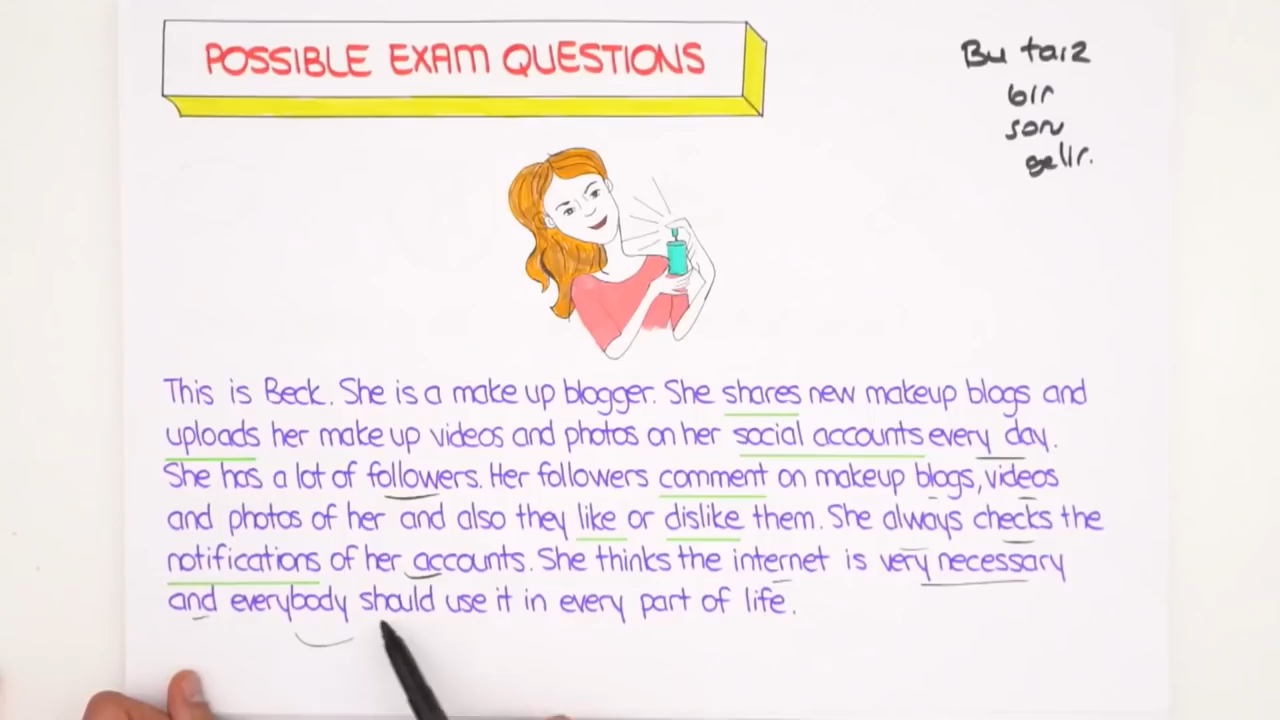 POSSIBLE EXAM QUESTIONS
Bu tarz
bir
soru
gelir.
This is Beck. She is a make up blogger. She shares new makeup blogs and
uploads her make up videos and photos on her social accounts every day.
She has a lot of followers. Her followers comment on makeup blogs, videos
and photos of her and also they like or dislike them. She always checks the
notifications of her accounts. She thinks the internet is very necessary
and everybody should use it in every part of life.